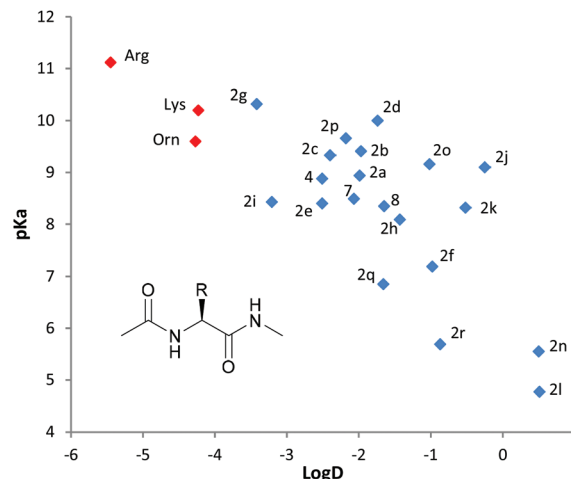 12
11
10
9
8
7
6
5
4
pKa
-6
-5
-4
-3
-2
-1
0
LogD
Arg
Lys
Orn
2g
2d
2p
2b
2c
2o
2j
4
2a
2i
2e
7
8
2h
2k
2f
2q
2r
2n
2l
O
R
H
N
N
H
O